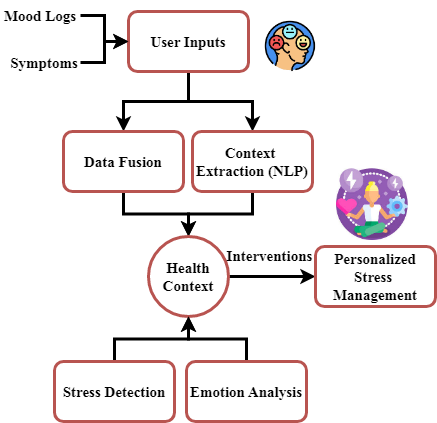 Mood Logs
Symptoms
User Inputs
Data Fusion
Context
Extraction (NLP)
Health
Context
Interventions
Personalized
Stress
Management
Stress Detection
Emotion Analysis